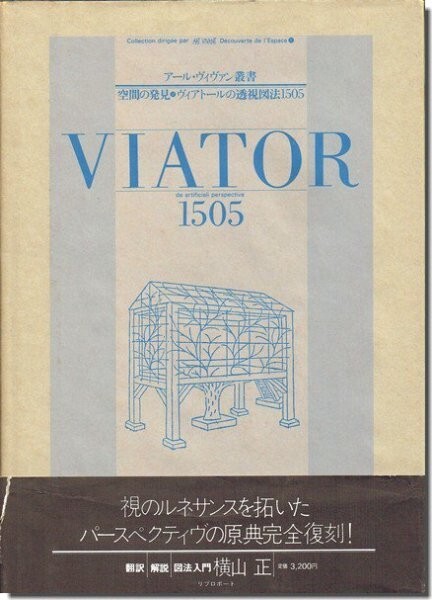 Collection dirigée par art vivant Découverte de l'Espace 1
アール・ヴィヴァン叢書
空間の発見●ヴィアトールの透視図法1505
VIATOR
de artificiali perspectiva
1505
視のルネサンスを拓いた
パースペクティヴの原典完全復刻!
翻訳 解説 図法入門 横山 正 定価 3,200円
リブロポート